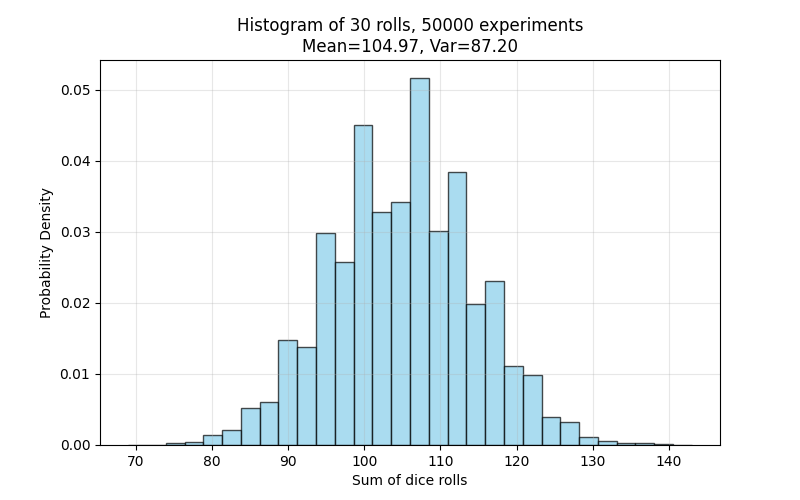 Histogram of 30 rolls, 50000 experiments
Mean=104.97, Var=87.20
Probability Density
0.05
0.04
0.03
0.02
0.01
0.00
70 80 90 100 110 120 130 140
Sum of dice rolls